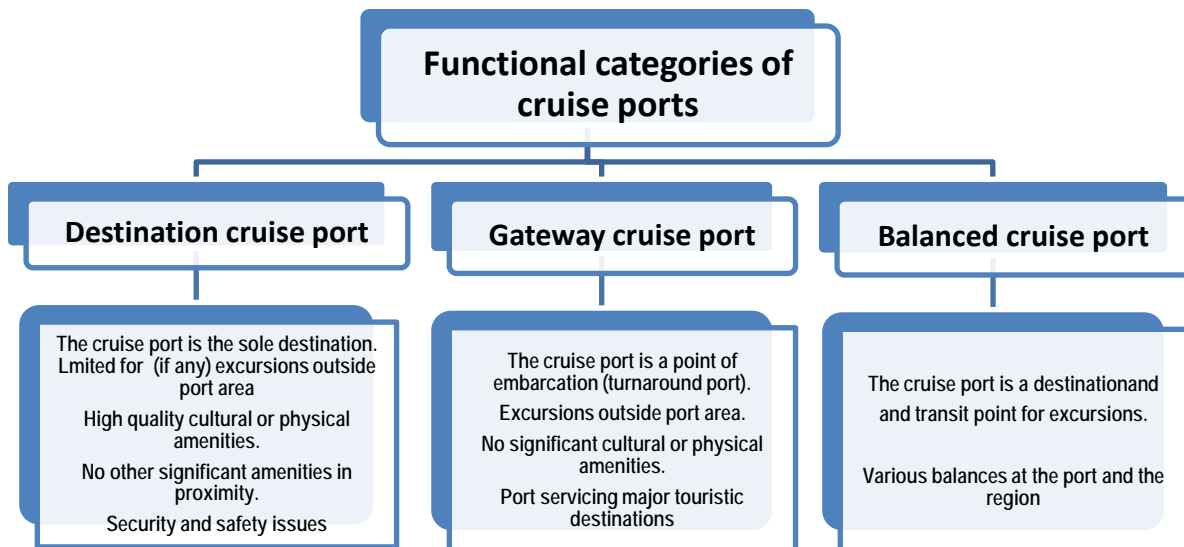 Functional categories of
cruise ports
Destination cruise port
The cruise port is the sole destination.
Lmited for (if any) excursions outside
port area
High quality cultural or physical
amenities.
No other significant amenities in
proximity.
Security and safety issues
Gateway cruise port
The cruise port is a point of
embarcation (turnaround port).
Excursions outside port area.
No significant cultural or physical
amenities.
Port servicing major touristic
destinations
Balanced cruise port
The cruise port is a destinationand
and transit point for excursions.
Various balances at the port and the
region